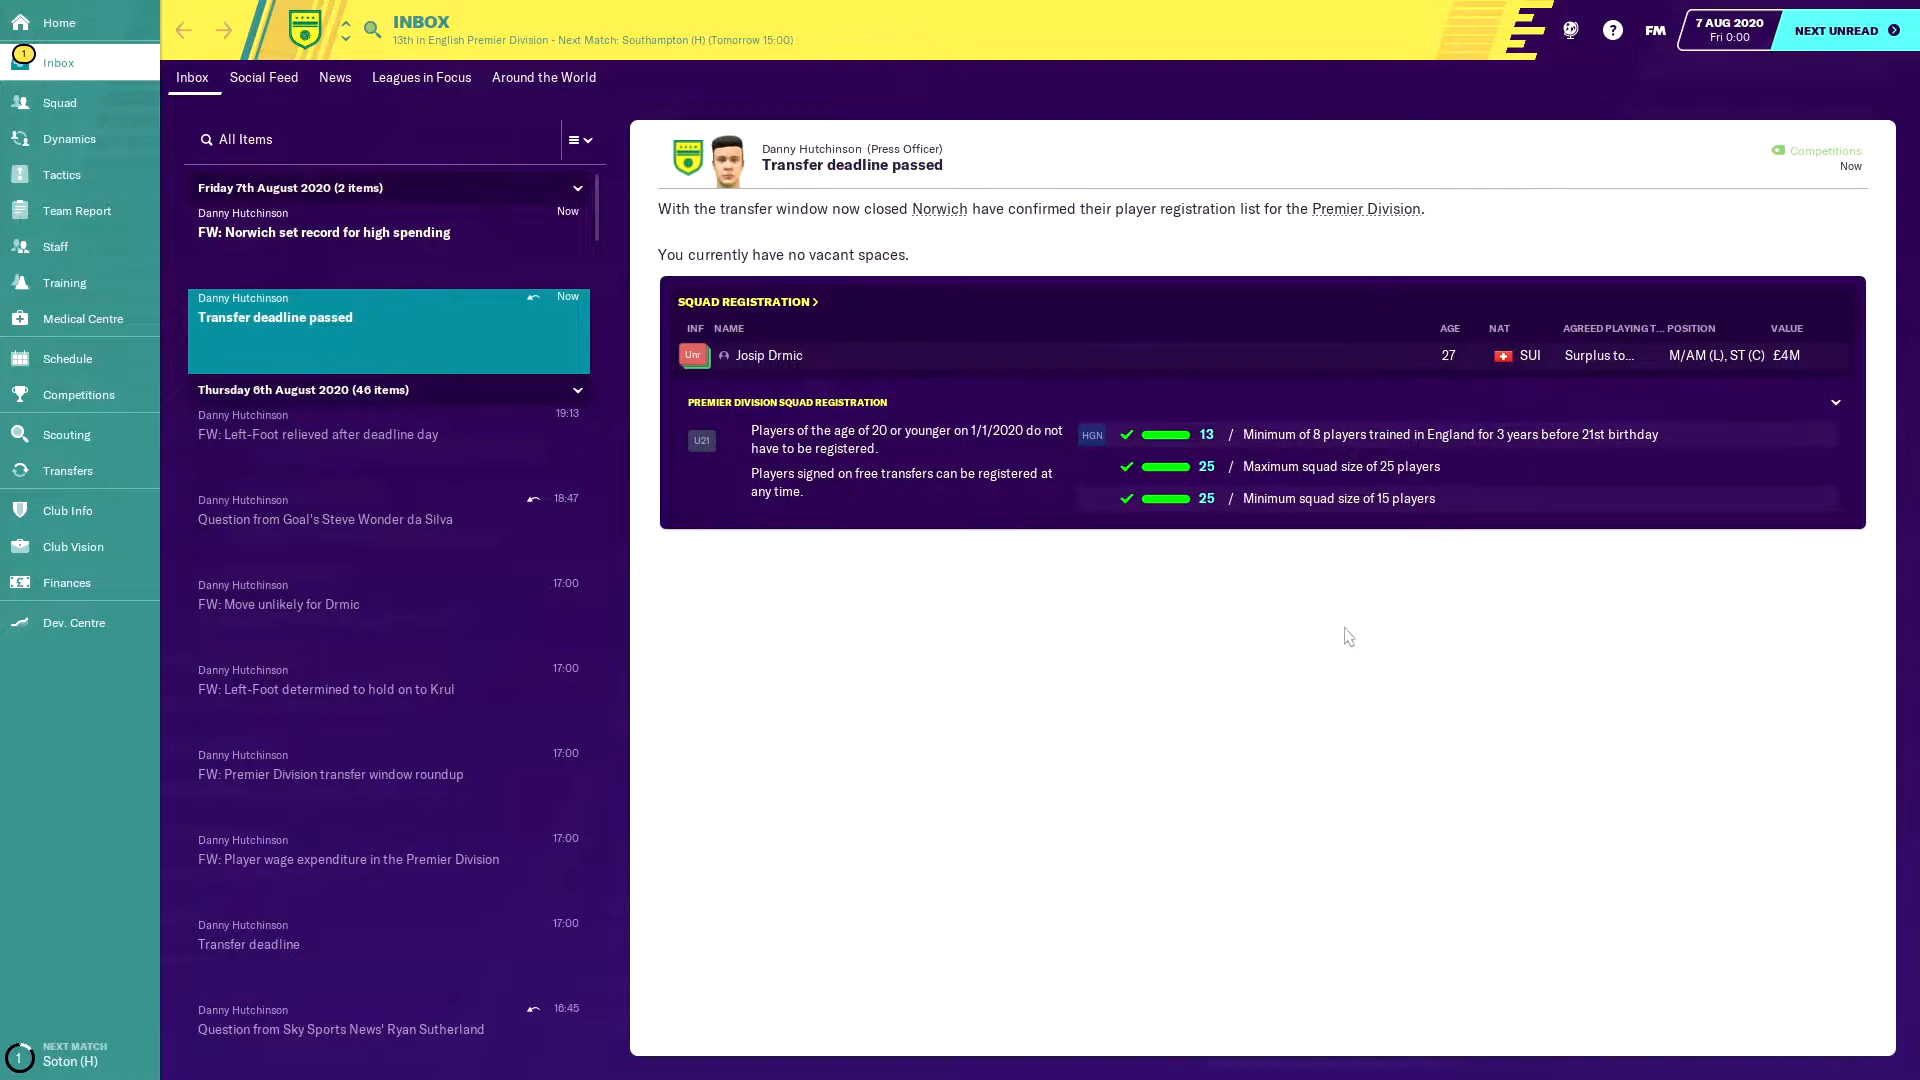 Home
1
Inbox
Squad
Dynamics
Tactics
Team Report
Staff
Training
Medical Centre
Schedule
Competitions
Scouting
Transfers
Club Info
Club Vision
Finances
Dev. Centre
1
NEXT MATCH
Soton (H)
INBOX
13th in English Premier Division - Next Match: Southampton (H) (Tomorrow 15:00)
?
FM
7 AUG 2020
Fri 0:00
NEXT UNREAD
Inbox Social Feed News Leagues in Focus Around the World
All Items
Friday 7th August 2020 (2 items)
Danny Hutchinson Now
FW: Norwich set record for high spending
Danny Hutchinson Now
Transfer deadline passed
Thursday 6th August 2020 (46 items)
Danny Hutchinson 19:13
FW: Left-Foot relieved after deadline day
Danny Hutchinson 18:47
Question from Goal's Steve Wonder da Silva
Danny Hutchinson 17:00
FW: Move unlikely for Drmic
Danny Hutchinson 17:00
FW: Left-Foot determined to hold on to Krul
Danny Hutchinson 17:00
FW: Premier Division transfer window roundup
Danny Hutchinson 17:00
FW: Player wage expenditure in the Premier Division
Danny Hutchinson 17:00
Transfer deadline
Danny Hutchinson 16:45
Question from Sky Sports News' Ryan Sutherland
Danny Hutchinson (Press Officer)
Transfer deadline passed
Competitions
Now
With the transfer window now closed Norwich have confirmed their player registration list for the Premier Division.
You currently have no vacant spaces.
SQUAD REGISTRATION >
INF NAME AGE NAT AGREED PLAYING T... POSITION VALUE
Unr Josip Drmic 27 SUI Surplus to... M/AM (L), ST (C) £4M
PREMIER DIVISION SQUAD REGISTRATION
U21
Players of the age of 20 or younger on 1/1/2020 do not
have to be registered.
Players signed on free transfers can be registered at
any time.
HGN 13 / Minimum of 8 players trained in England for 3 years before 21st birthday
25 / Maximum squad size of 25 players
25 / Minimum squad size of 15 players